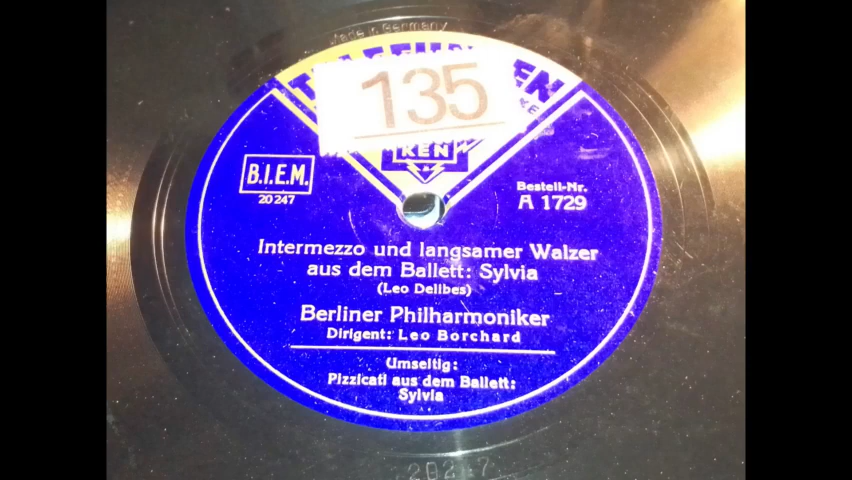 Made in Germany
135
KEN
B.I.E.M.
20 247
Bestell-Nr.
A 1729
Intermezzo und langsamer Walzer
aus dem Ballett: Sylvia
(Leo Delibes)
Berliner Philharmoniker
Dirigent: Leo Borchard
Umseitig:
Pizzicati aus dem Ballett:
Sylvia